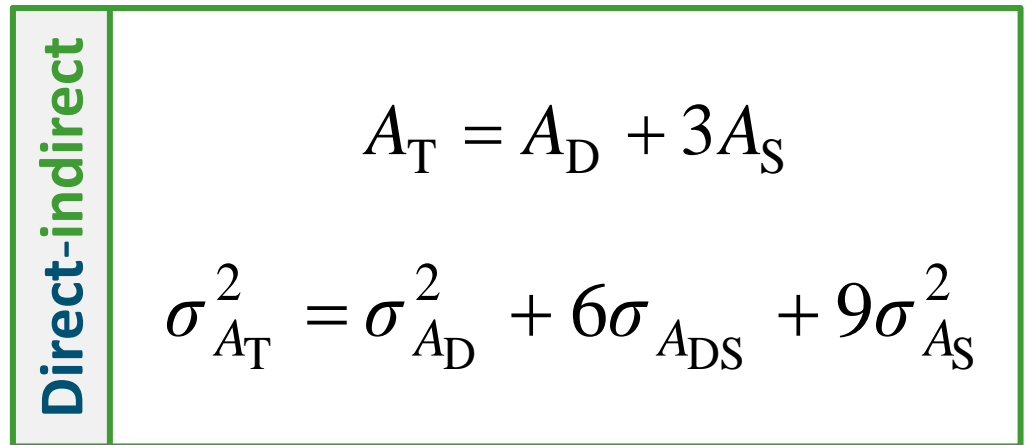 Direct-indirect
A_T = A_D + 3A_S
σ²_{A_T} = σ²_{A_D} + 6σ_{A_DS} + 9σ²_{A_S}